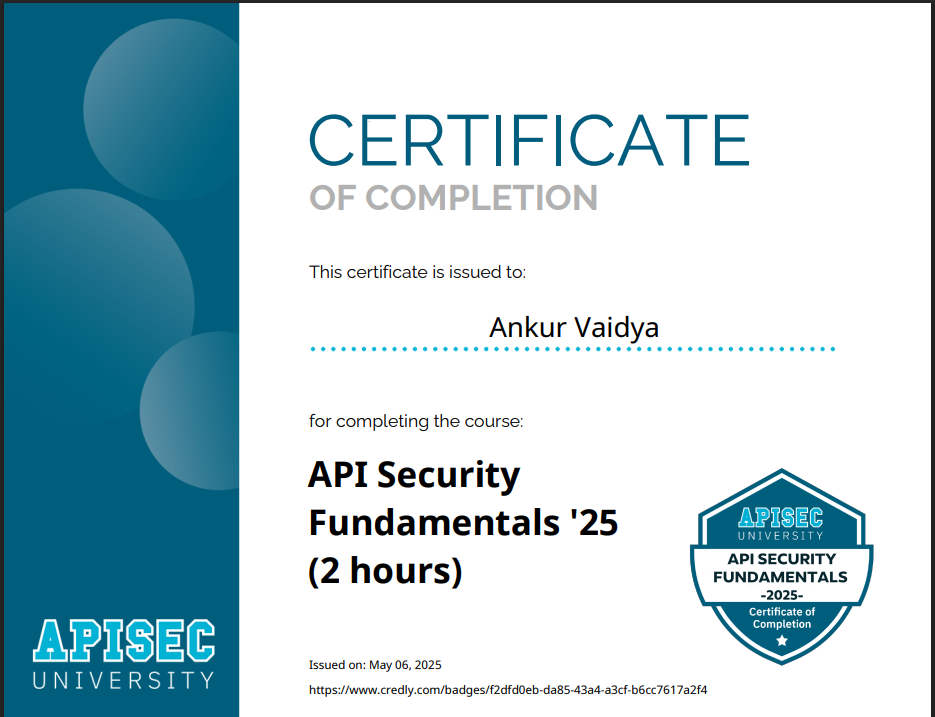 CERTIFICATE
OF COMPLETION
This certificate is issued to:
Ankur Vaidya
for completing the course:
API Security
Fundamentals '25
(2 hours)
APISEC
UNIVERSITY
API SECURITY
FUNDAMENTALS
-2025-
Certificate of
Completion
APISEC
UNIVERSITY
Issued on: May 06, 2025
https://www.credly.com/badges/f2dfd0eb-da85-43a4-a3cf-b6cc7617a2f4